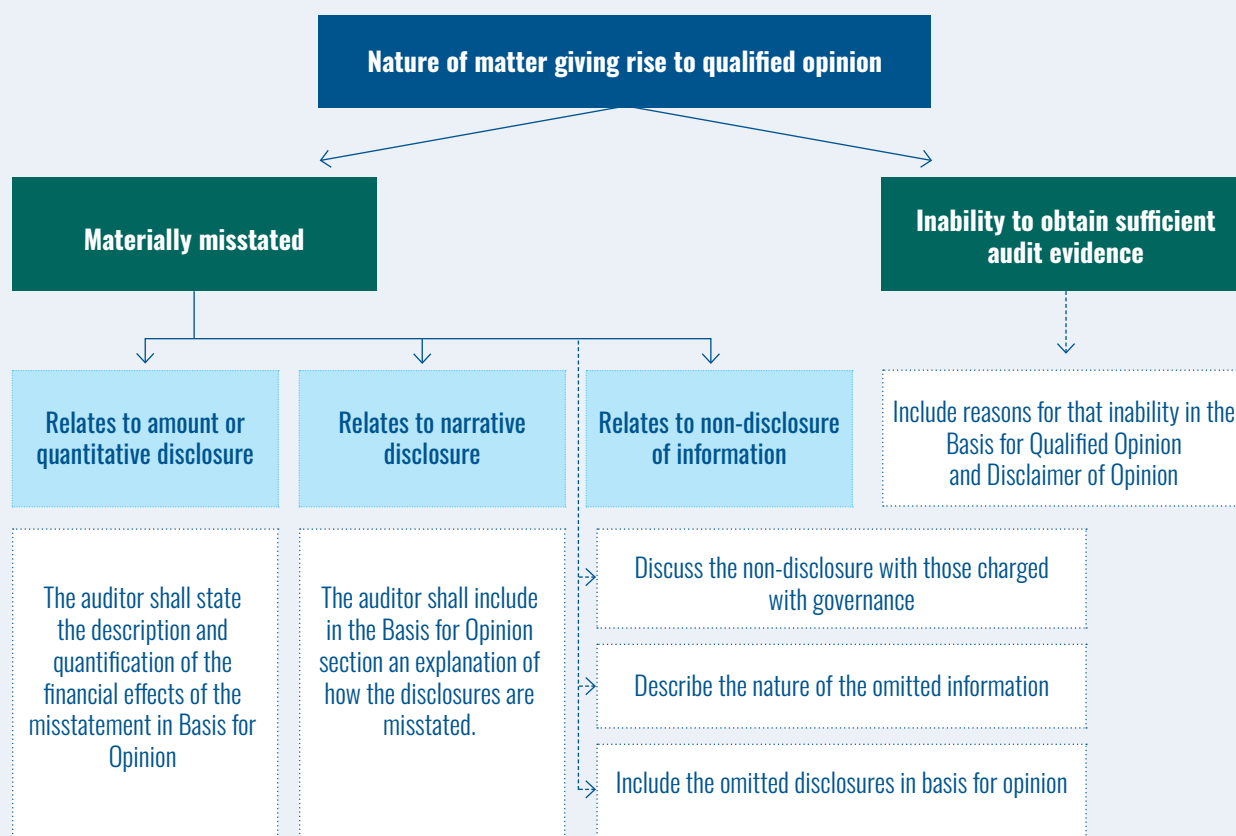 Nature of matter giving rise to qualified opinion
Materially misstated
Inability to obtain sufficient
audit evidence
Relates to amount or
quantitative disclosure
Relates to narrative
disclosure
Relates to non-disclosure
of information
Include reasons for that inability in the
Basis for Qualified Opinion
and Disclaimer of Opinion
The auditor shall state
the description and
quantification of the
financial effects of the
misstatement in Basis for
Opinion
The auditor shall include
in the Basis for Opinion
section an explanation of
how the disclosures are
misstated.
Discuss the non-disclosure with those charged
with governance
Describe the nature of the omitted information
Include the omitted disclosures in basis for opinion